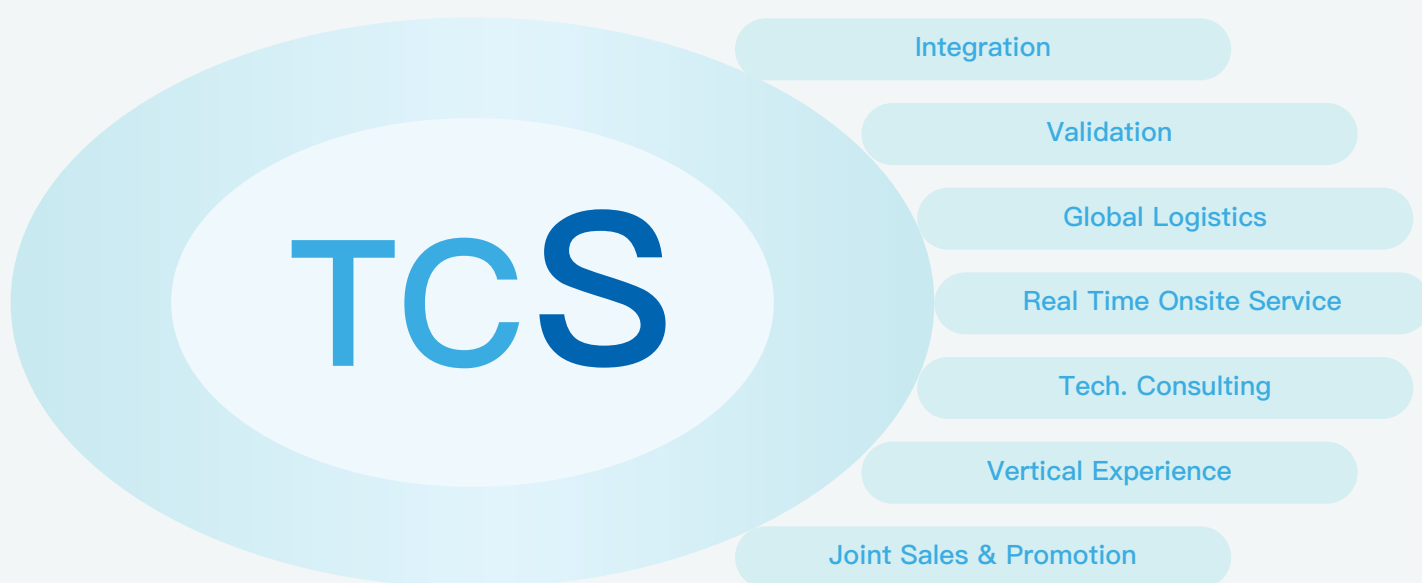 TCS
Integration
Validation
Global Logistics
Real Time Onsite Service
Tech. Consulting
Vertical Experience
Joint Sales & Promotion